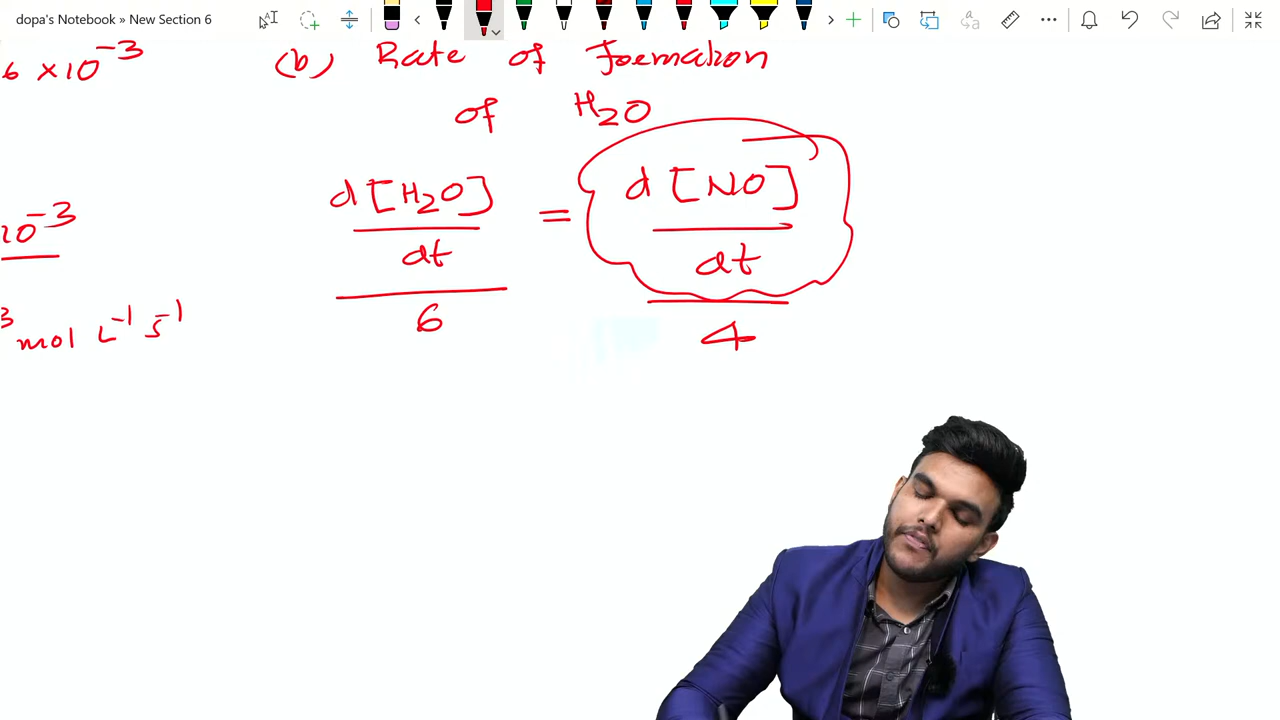 dopa's Notebook » New Section 6
6 × 10⁻³
10⁻³
³ mol L⁻¹ s⁻¹
(b) Rate of Formation
of H₂O
d[H₂O] = d[NO]
dt dt
6 4